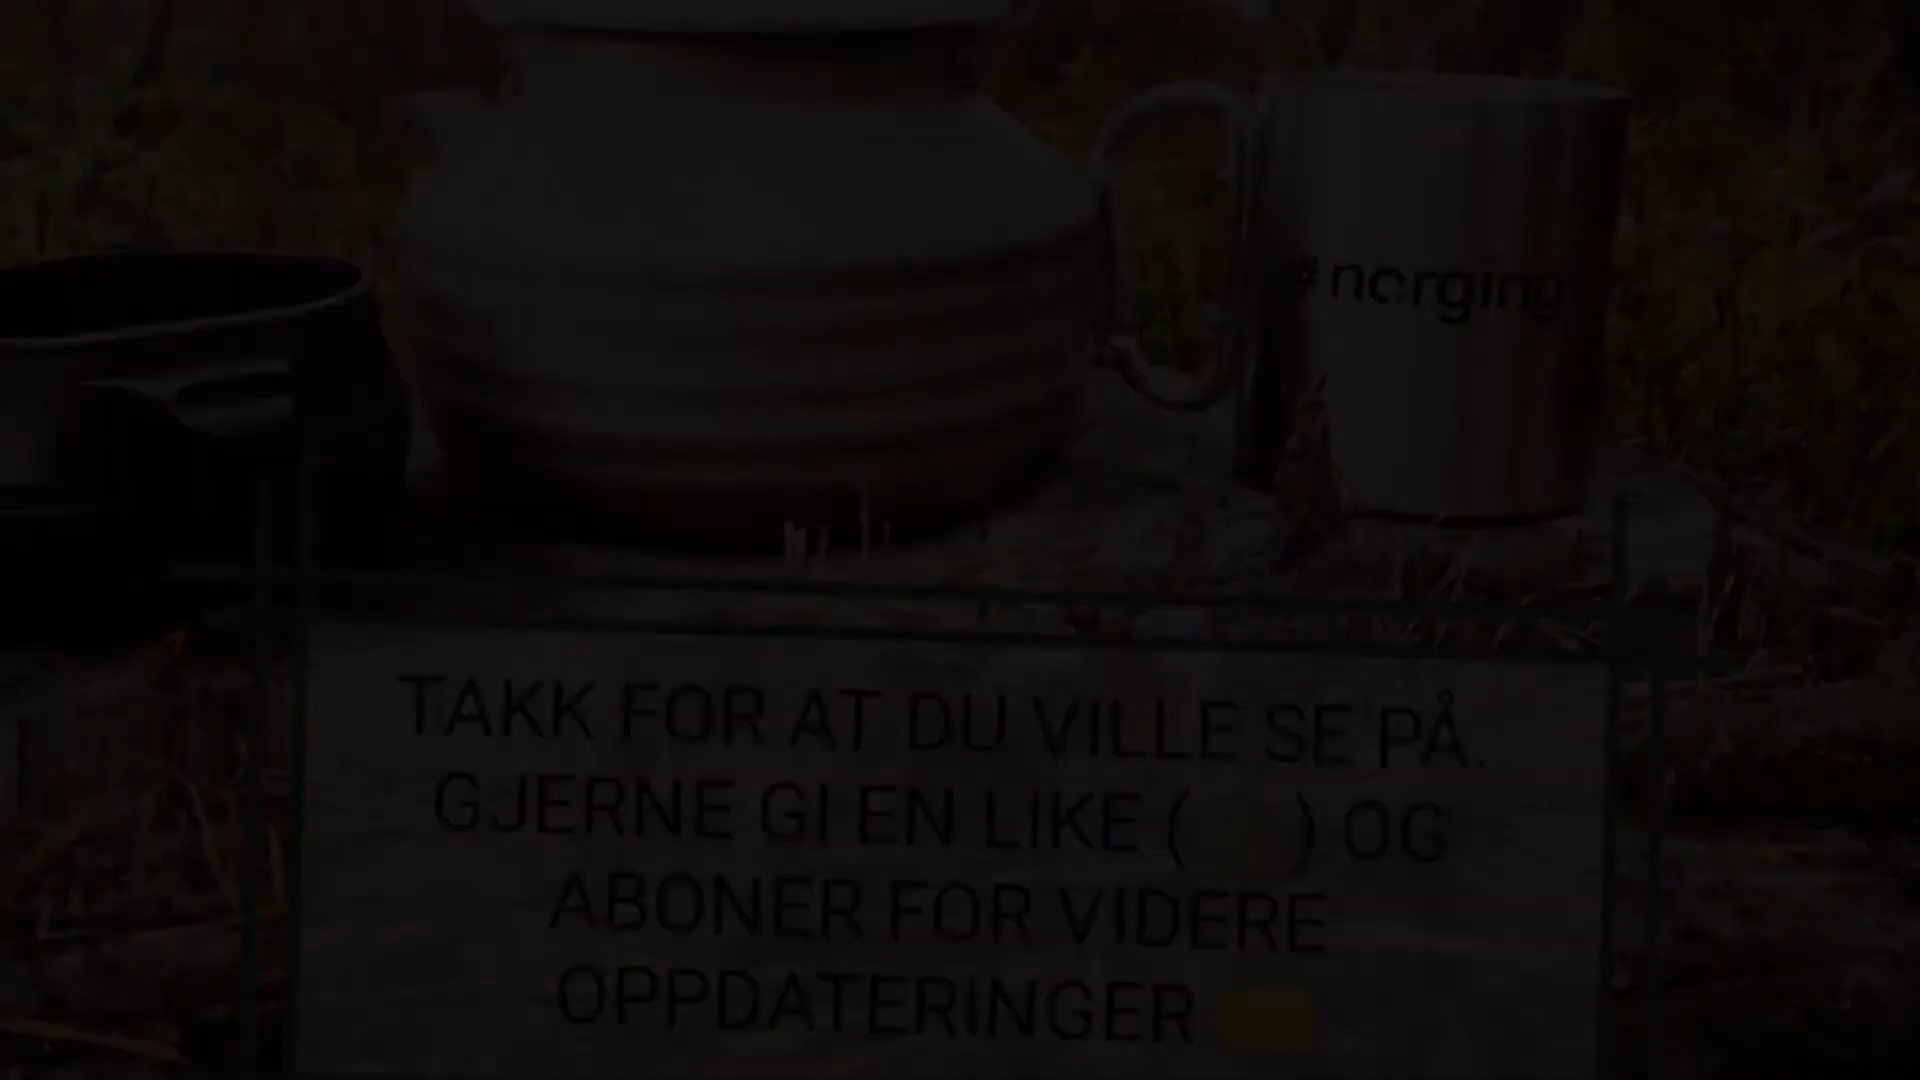 #norging
TAKK FOR AT DU VILLE SE PÅ.
GJERNE GI EN LIKE ( ) OG
ABONER FOR VIDERE
OPPDATERINGER